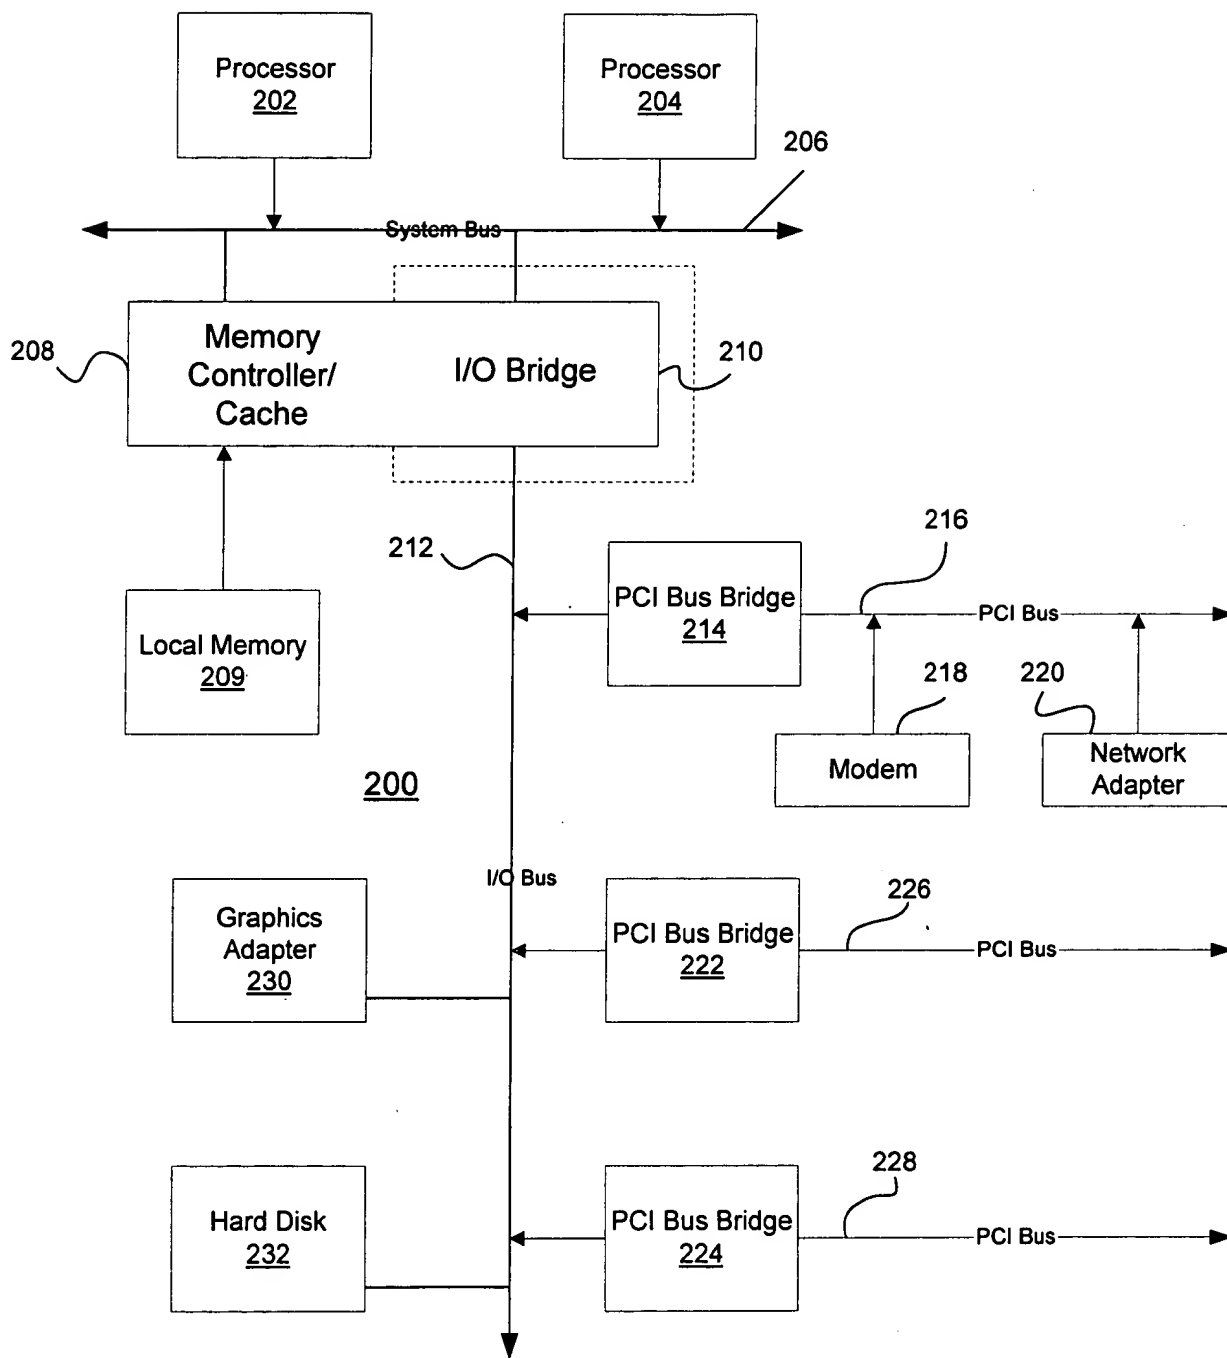 Processor
202
Processor
204
206
System Bus
208
Memory
Controller/
Cache
I/O Bridge
210
212
216
PCI Bus Bridge
214
PCI Bus
Local Memory
209
218
220
Modem
Network
Adapter
200
I/O Bus
226
Graphics
Adapter
230
PCI Bus Bridge
222
PCI Bus
228
Hard Disk
232
PCI Bus Bridge
224
PCI Bus